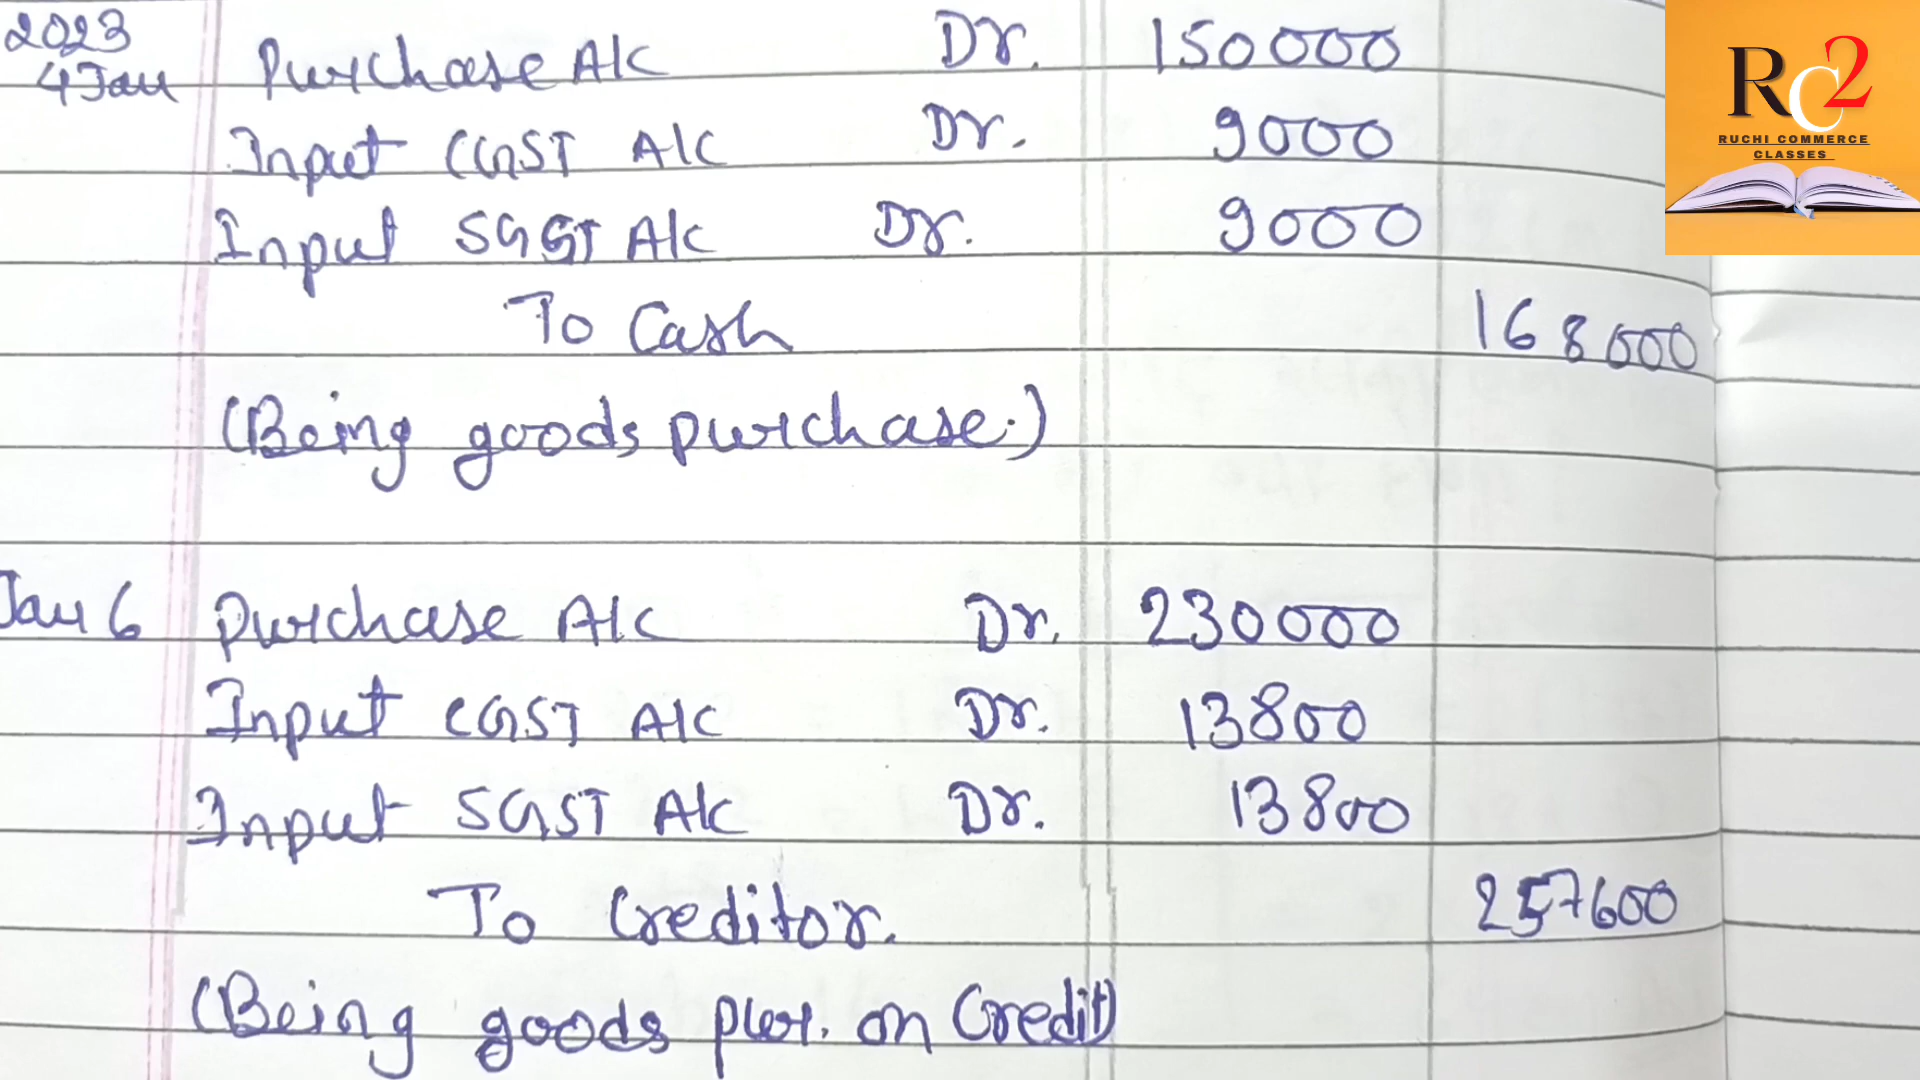 2023
4 Jan Purchase A/c Dr. 150000
Input CGST A/c Dr. 9000
Input SGST A/c Dr. 9000
To Cash 168000
(Being goods purchase.)
Jan 6 Purchase A/c Dr. 230000
Input CGST A/c Dr. 13800
Input SGST A/c Dr. 13800
To Creditor. 257600
(Being goods pur. on Credit)
RC2
RUCHI COMMERCE
CLASSES